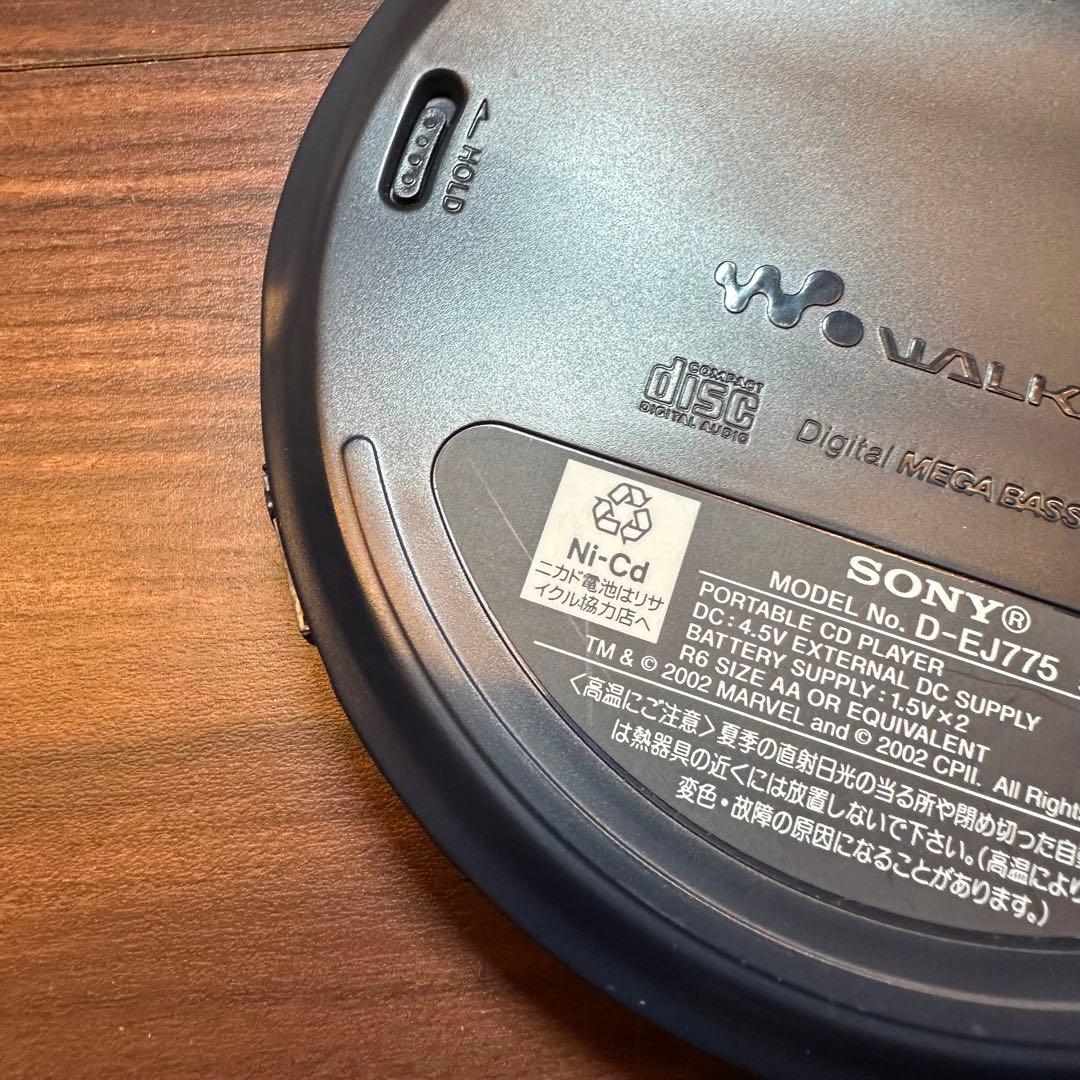 HOLD
WALK
COMPACT
disc
DIGITAL AUDIO
Digital MEGA BASS
Ni-Cd
ニカド電池はリサ
イクル協力店へ
SONY®
MODEL No. D-EJ775
PORTABLE CD PLAYER
DC : 4.5V EXTERNAL DC SUPPLY
BATTERY SUPPLY : 1.5V×2
R6 SIZE AA OR EQUIVALENT
TM & © 2002 MARVEL and © 2002 CPII. All Rights
〈高温にご注意〉夏季の直射日光の当る所や閉め切った自
は熱器具の近くには放置しないで下さい。(高温により
変色・故障の原因になることがあります。)